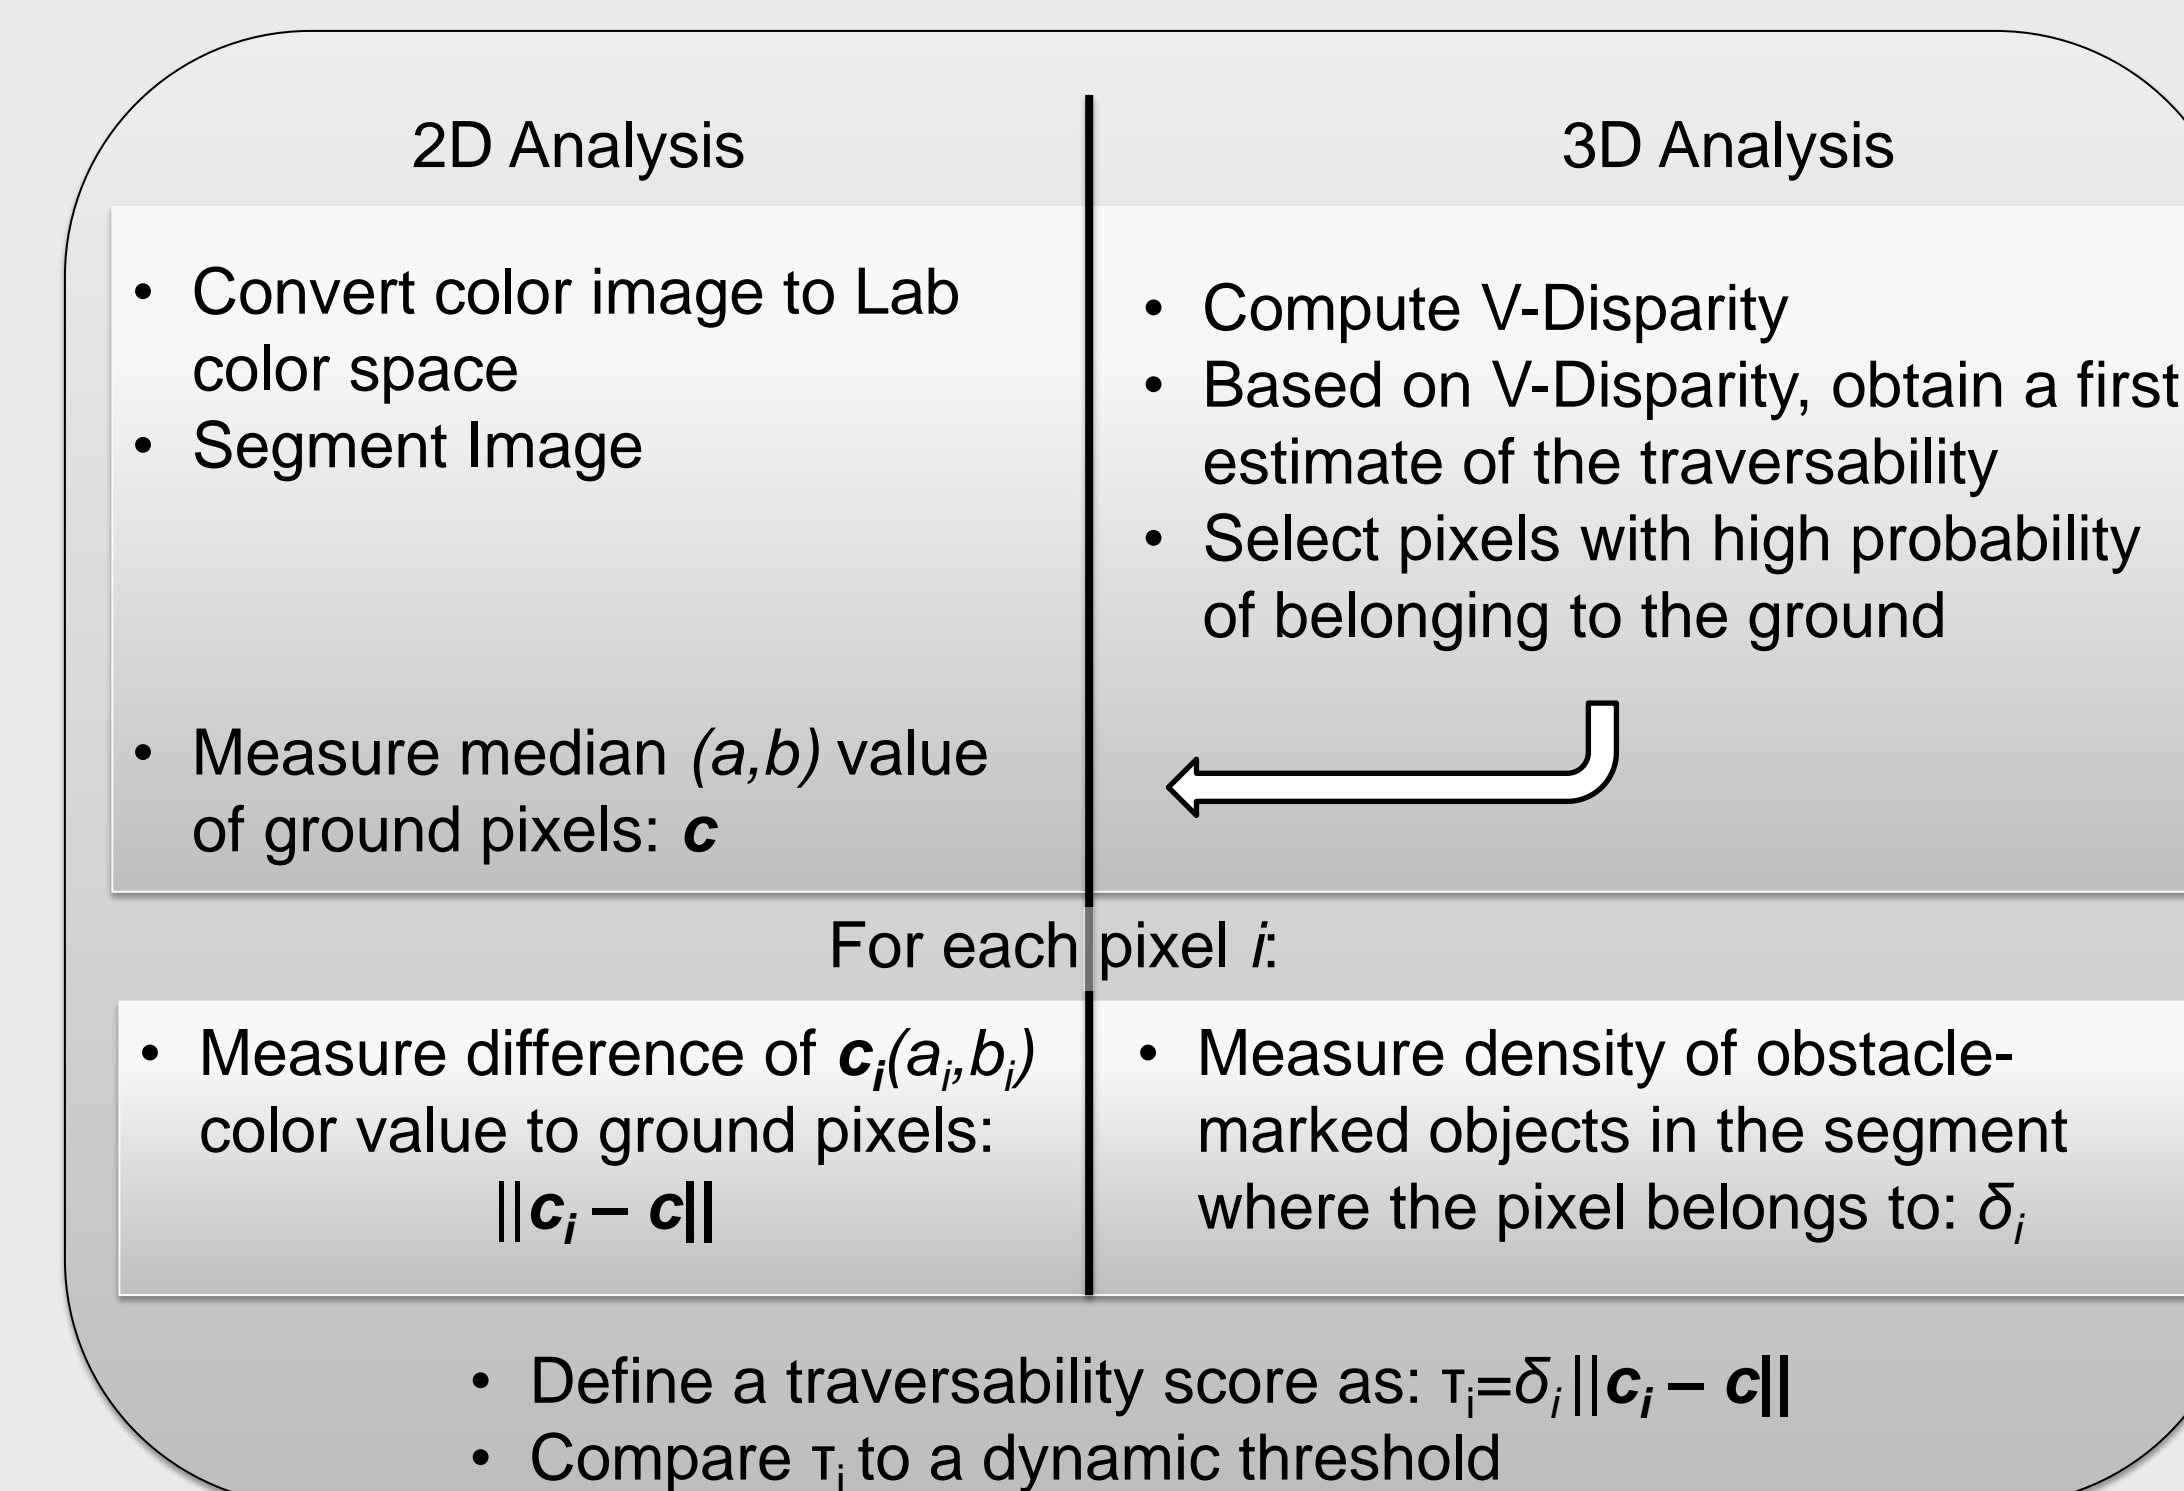 2D Analysis
• Convert color image to Lab
color space
• Segment Image
• Measure median (a,b) value
of ground pixels: c
3D Analysis
• Compute V-Disparity
• Based on V-Disparity, obtain a first
estimate of the traversability
• Select pixels with high probability
of belonging to the ground
For each pixel i:
• Measure difference of cᵢ(aᵢ,bᵢ)
color value to ground pixels:
||cᵢ – c||
• Measure density of obstacle-
marked objects in the segment
where the pixel belongs to: δᵢ
• Define a traversability score as: τᵢ=δᵢ||cᵢ – c||
• Compare τᵢ to a dynamic threshold